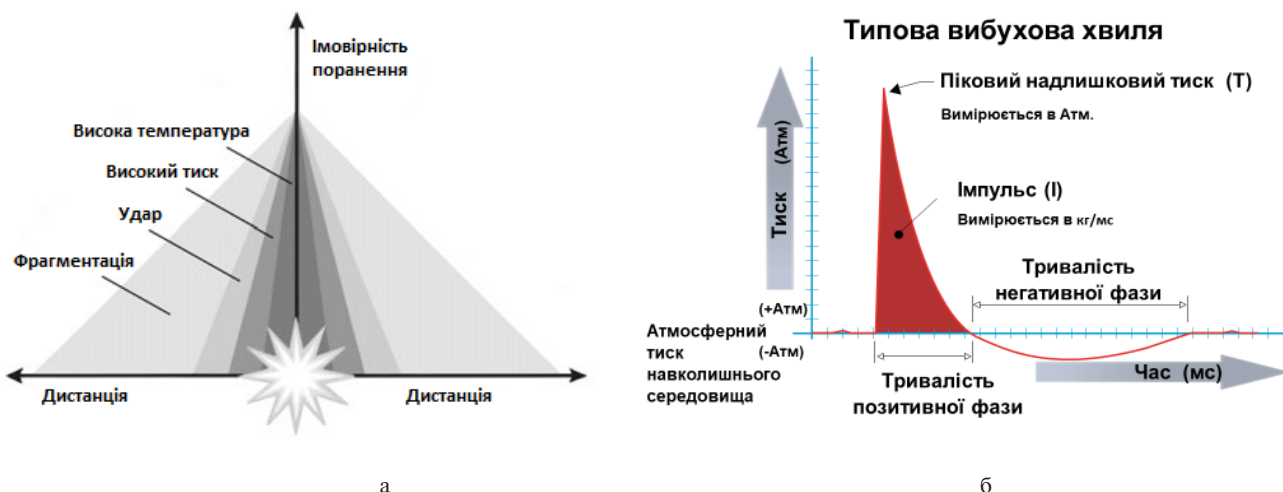 Імовірність
поранення
Висока температура
Високий тиск
Удар
Фрагментація
Дистанція
Дистанція
а
Типова вибухова хвиля
Тиск (Атм)
Піковий надлишковий тиск (Т)
Вимірюється в Атм.
Імпульс (І)
Вимірюється в кг/мс
Тривалість
негативної фази
(+Атм)
Атмосферний
тиск (-Атм)
навколишнього
середовища
Тривалість
позитивної фази
Час (мс)
б